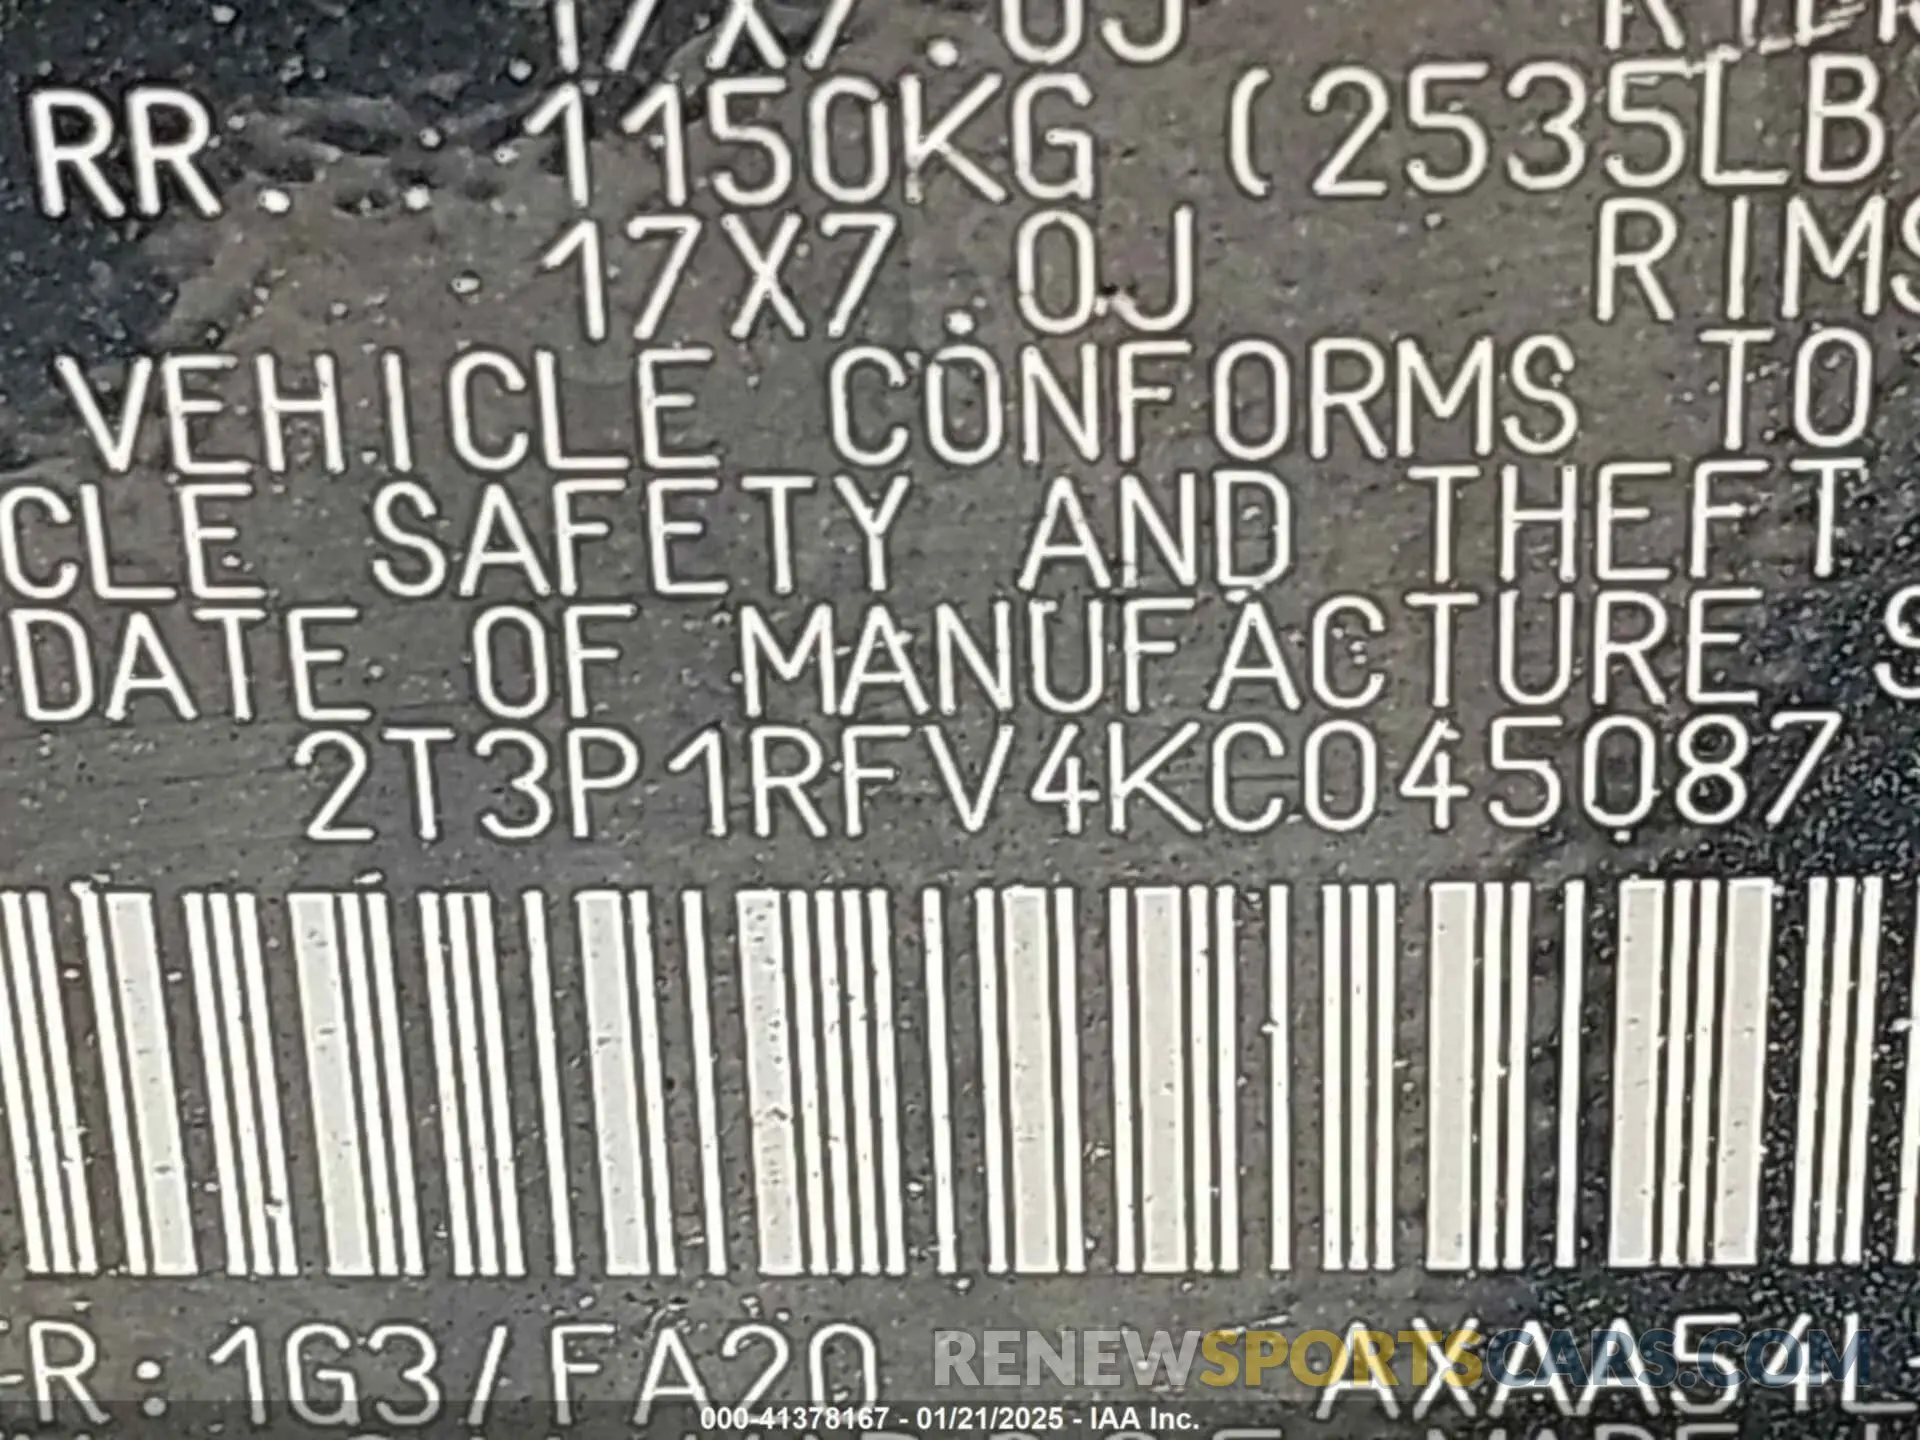 17X7.0J
RR. 1150KG (2535LB
17X7.0J RIMS
VEHICLE CONFORMS TO
CLE SAFETY AND THEFT
DATE OF MANUFACTURE S
2T3P1RFV4KC045087
R:1G3/FA20 AXAA54L
RENEWSPORTSCARS.COM
000-41378167 - 01/21/2025 - IAA Inc.